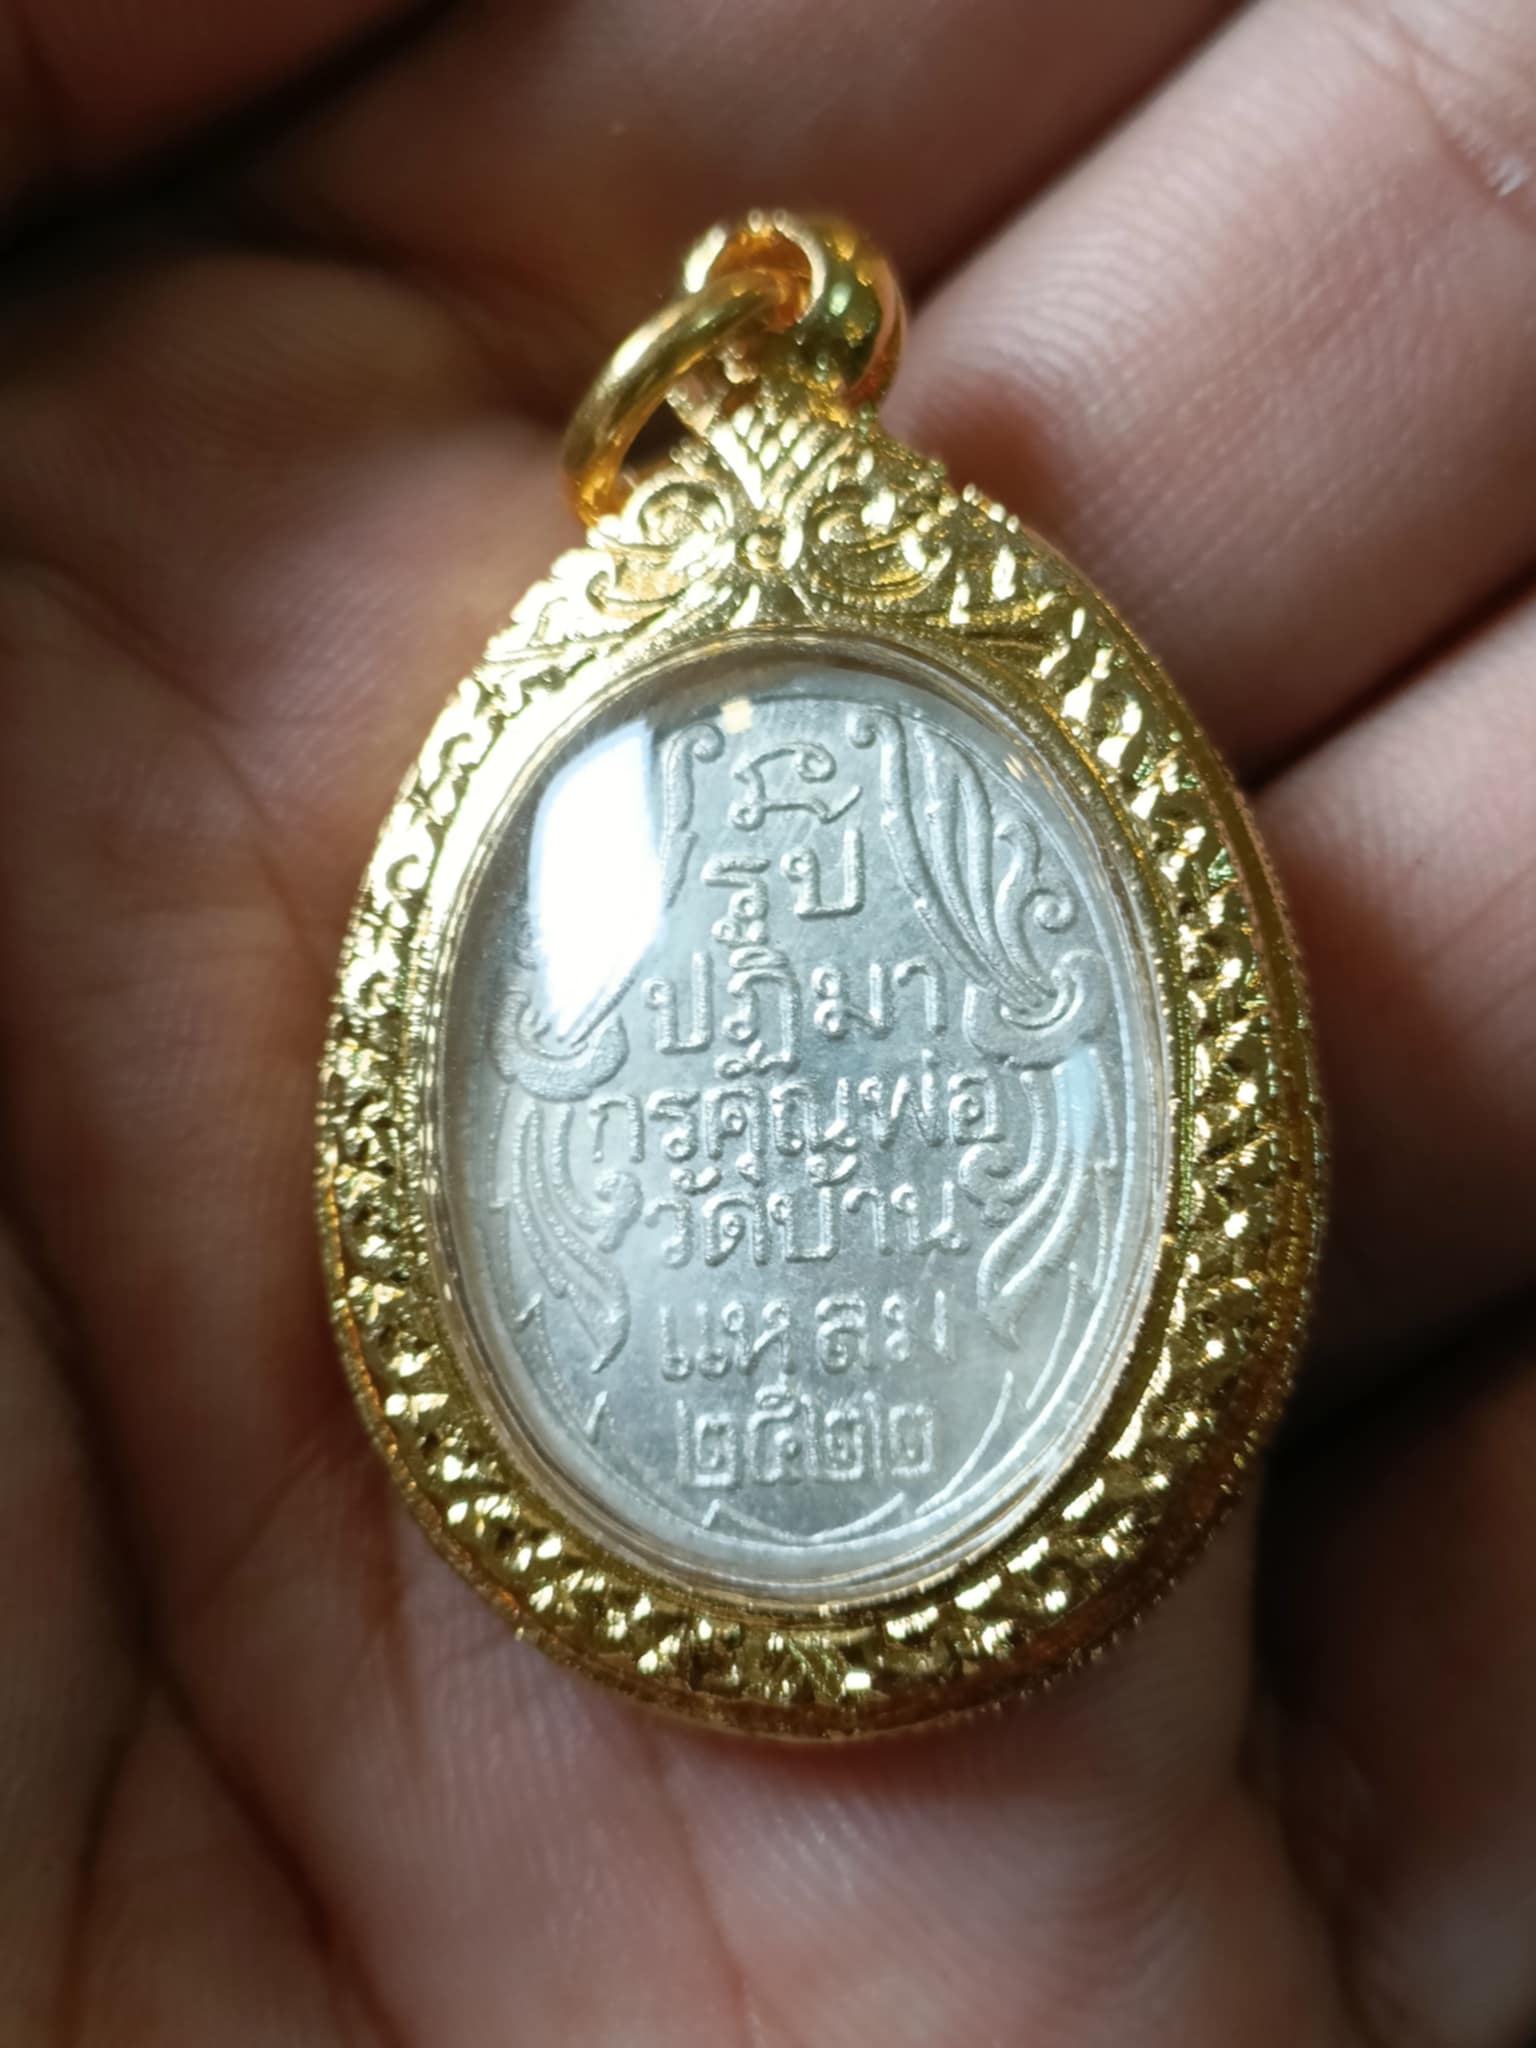 รูป
ปฏิมา
กรคุณพ่อ
วัดบ้าน
แหลม
๒๕๒๒